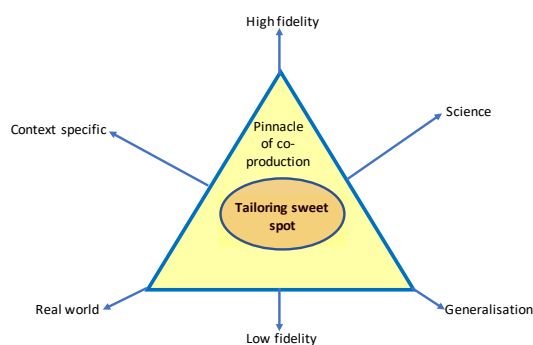 High fidelity
Science
Context specific
Pinnacle
of co-
production
Tailoring sweet
spot
Real world
Generalisation
Low fidelity